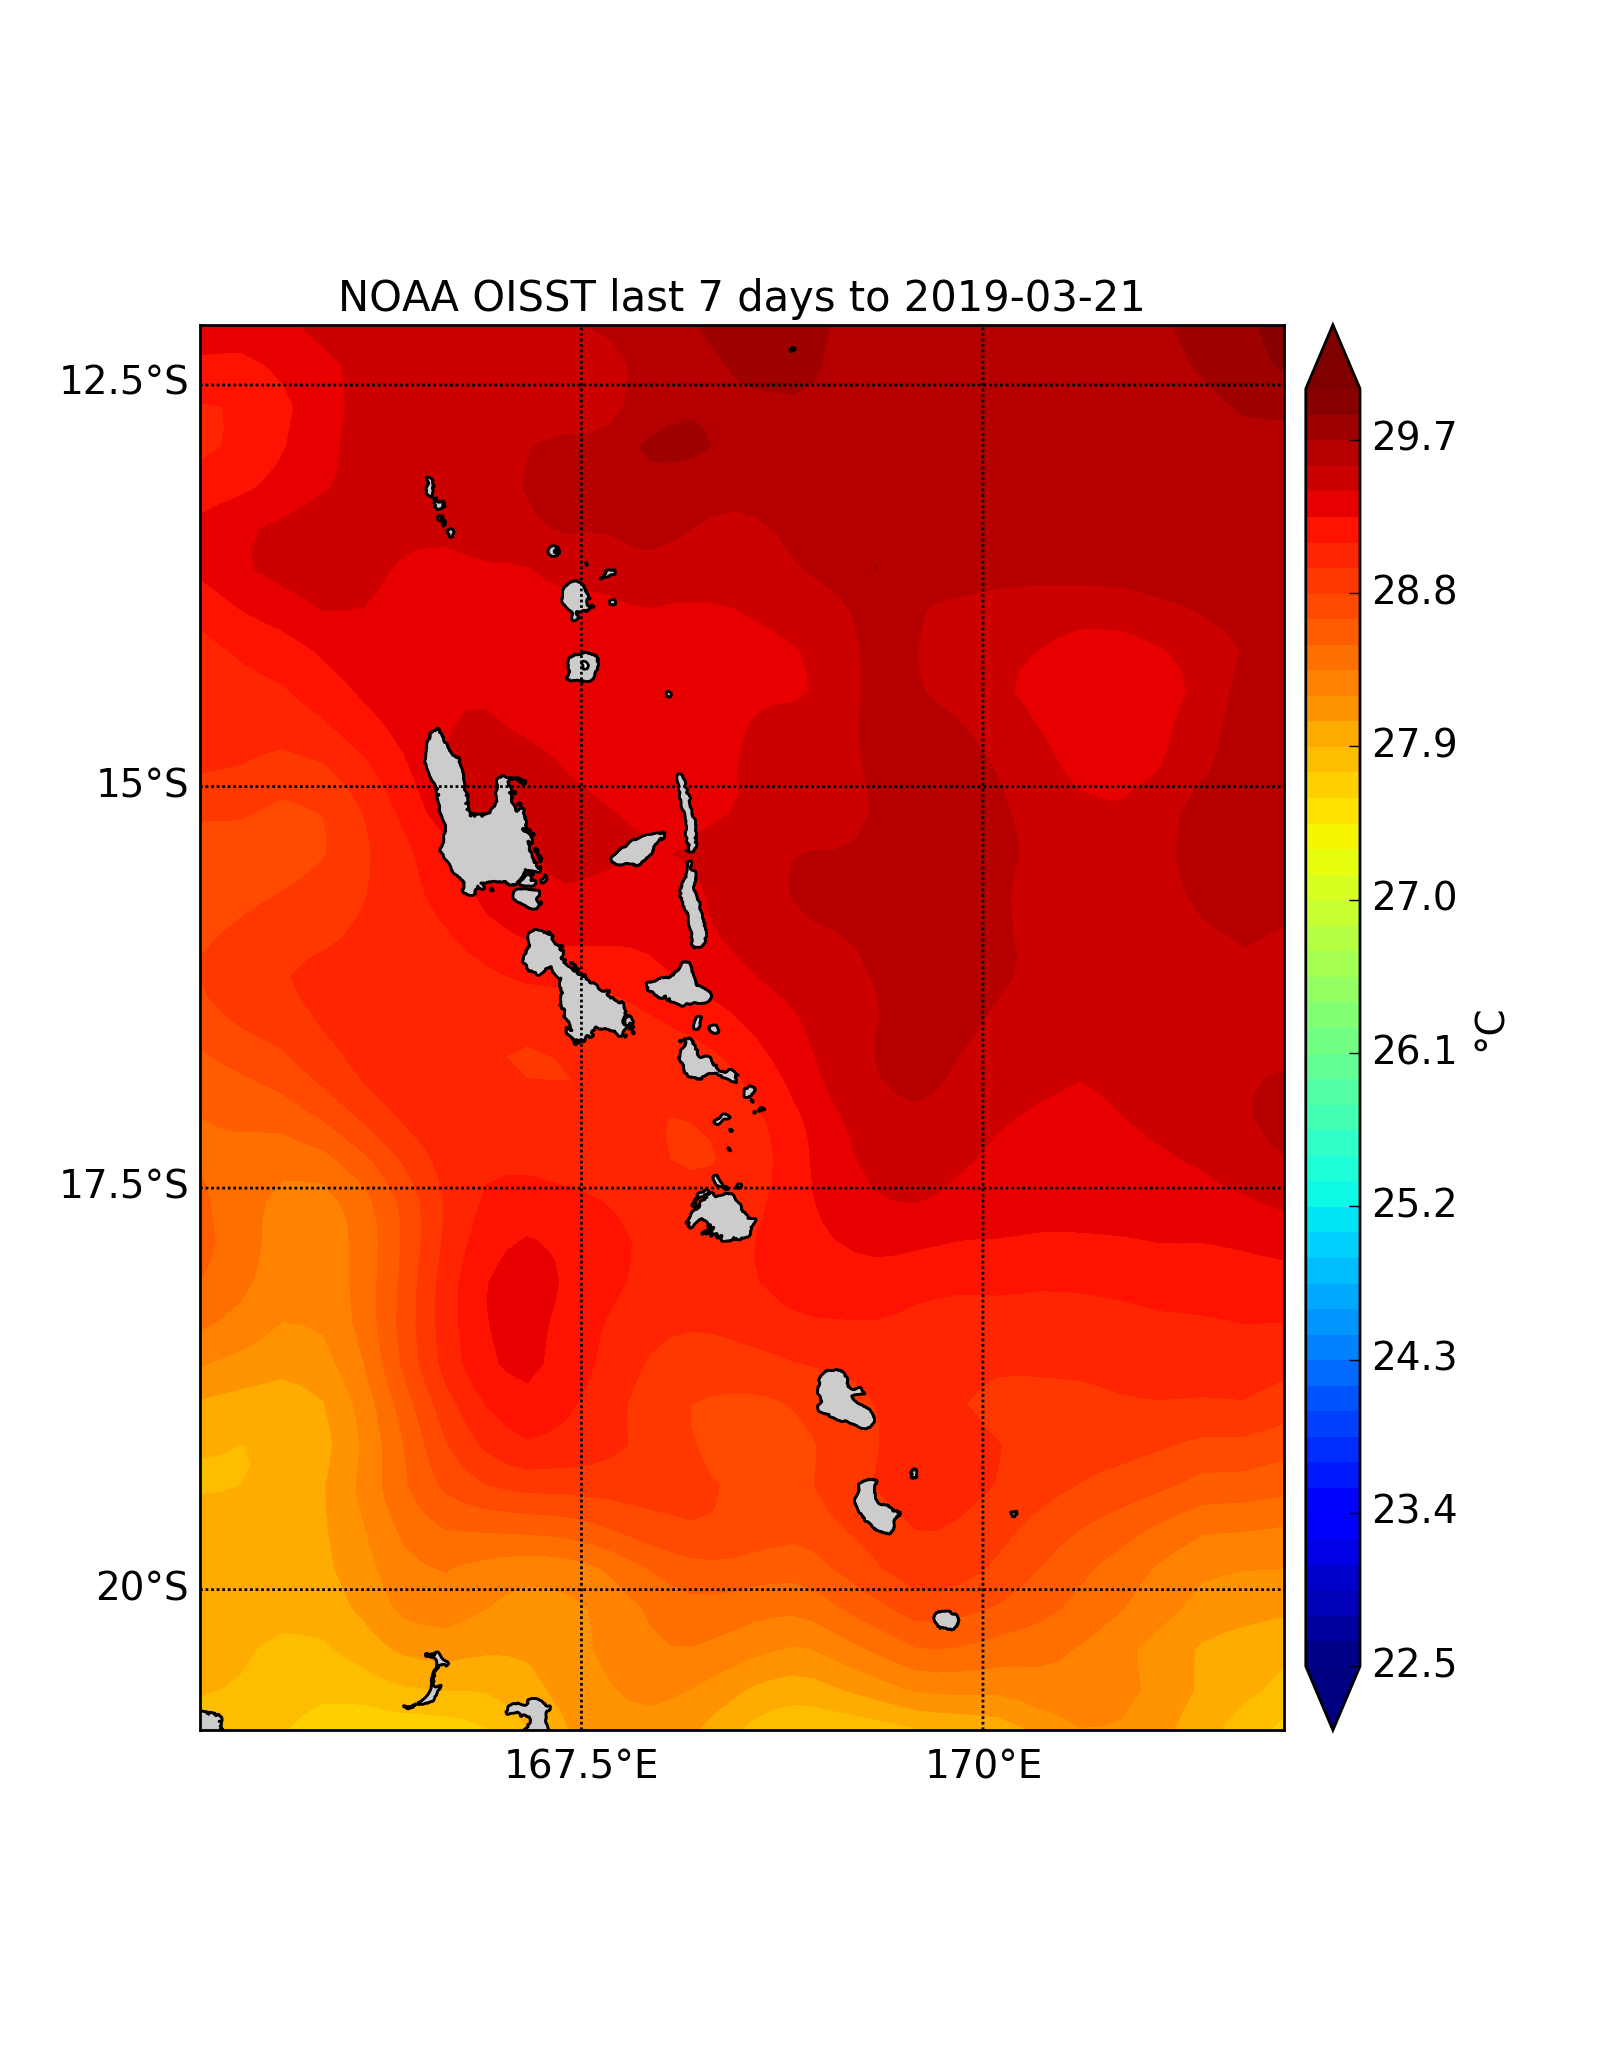 NOAA OISST last 7 days to 2019-03-21
12.5°S
15°S
17.5°S
20°S
167.5°E
170°E
29.7
28.8
27.9
27.0
26.1
25.2
24.3
23.4
22.5
°C